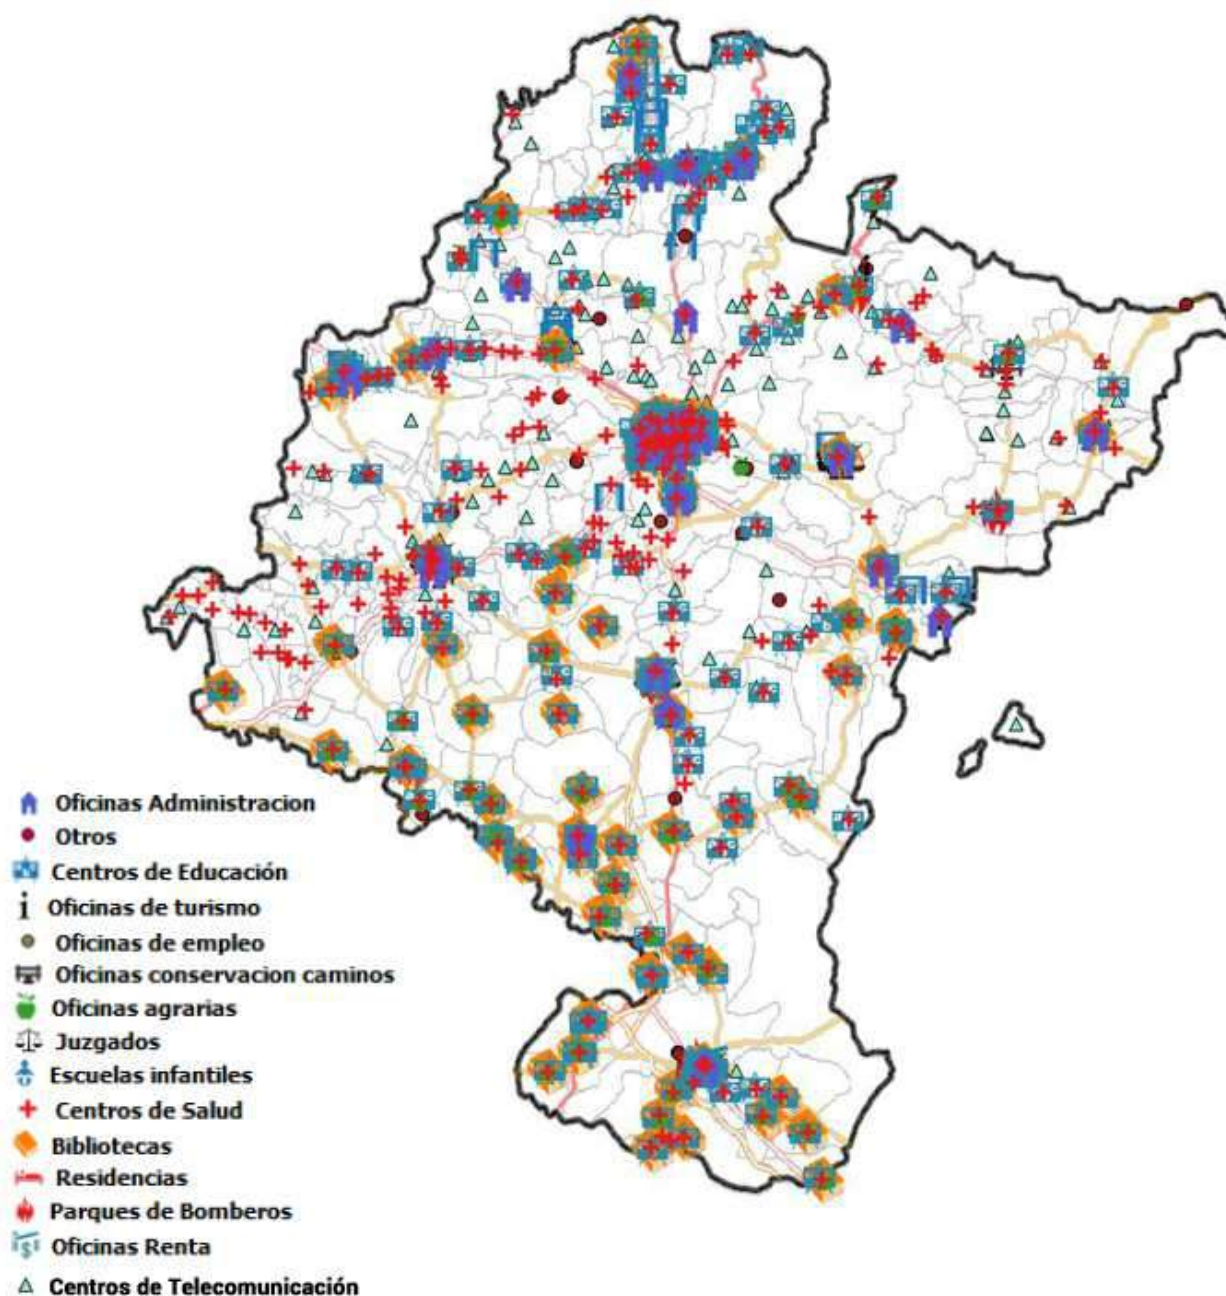 Oficinas Administracion
Otros
Centros de Educación
Oficinas de turismo
Oficinas de empleo
Oficinas conservacion caminos
Oficinas agrarias
Juzgados
Escuelas infantiles
Centros de Salud
Bibliotecas
Residencias
Parques de Bomberos
Oficinas Renta
Centros de Telecomunicación